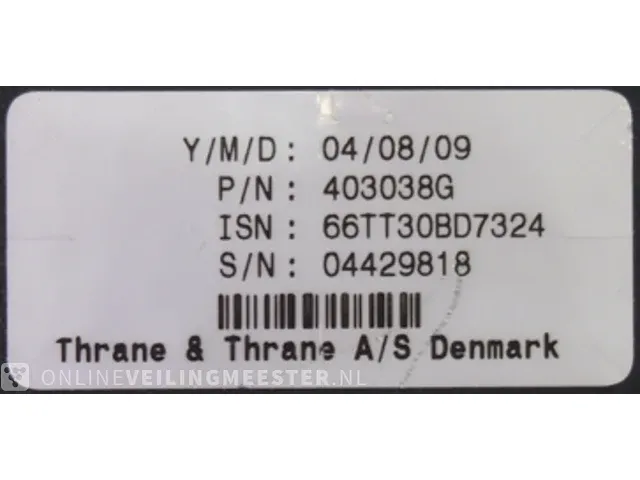 Y/M/D: 04/08/09
P/N: 403038G
ISN: 66TT30BD7324
S/N: 04429818
Thrane & Thrane A/S Denmark
ONLINEVEILINGMEESTER.NL